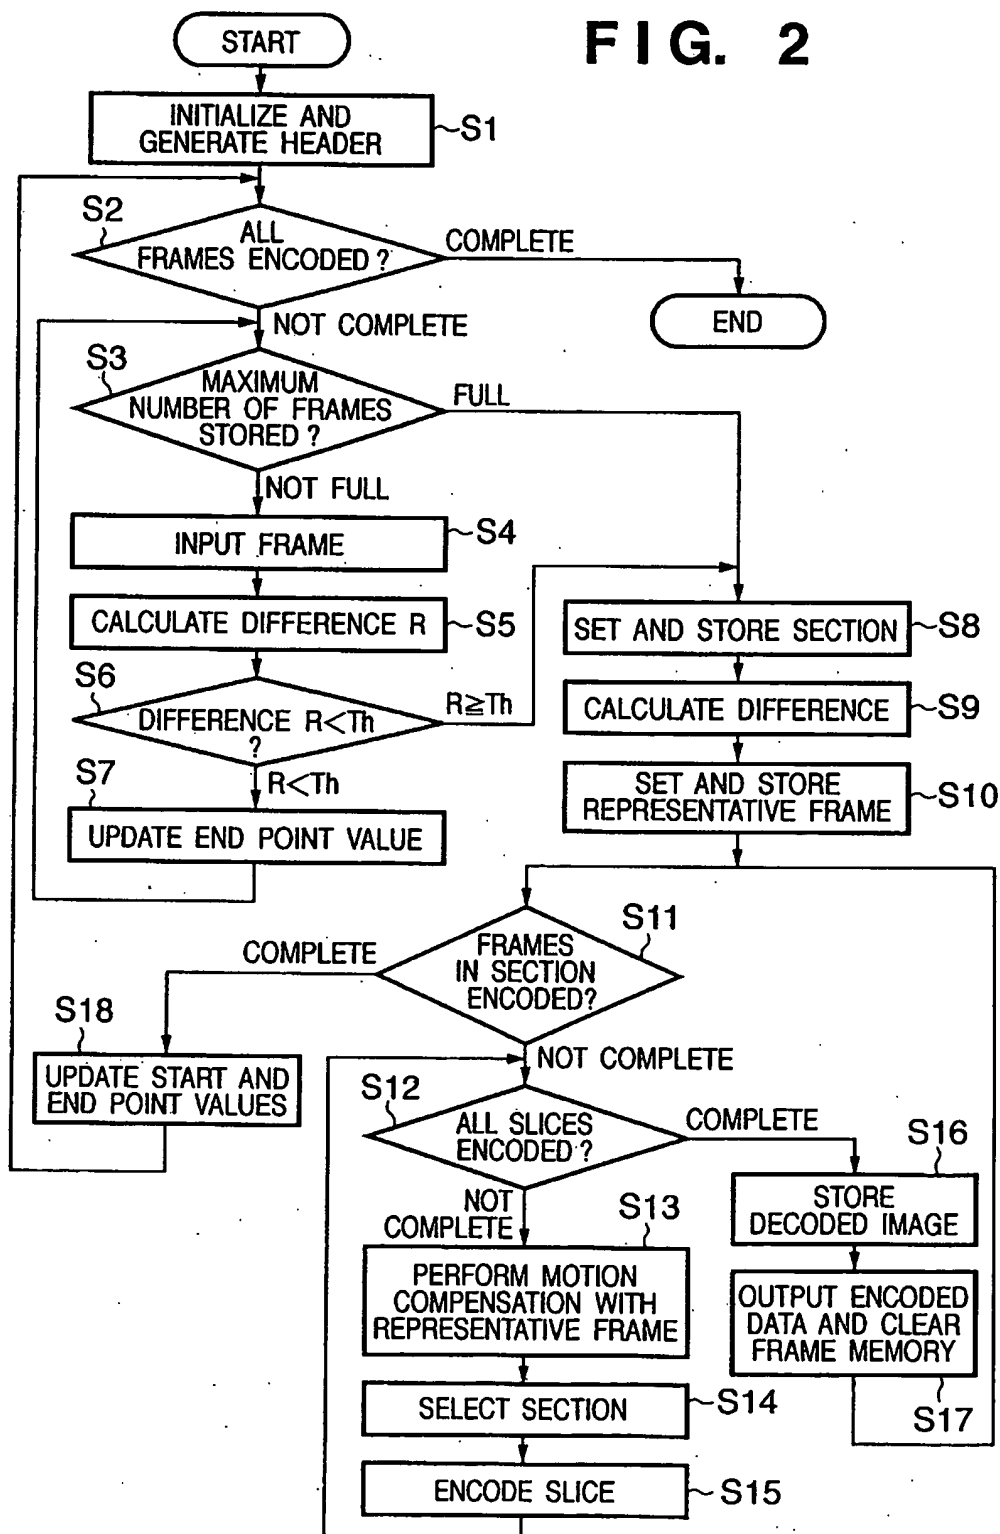 FIG. 2
START
INITIALIZE AND
GENERATE HEADER
S1
S2
ALL
FRAMES ENCODED?
COMPLETE
END
NOT COMPLETE
S3
MAXIMUM
NUMBER OF FRAMES
STORED?
FULL
NOT FULL
INPUT FRAME
S4
CALCULATE DIFFERENCE R
S5
S6
DIFFERENCE R<Th
?
R≧Th
R<Th
S7
UPDATE END POINT VALUE
SET AND STORE SECTION
S8
CALCULATE DIFFERENCE
S9
SET AND STORE
REPRESENTATIVE FRAME
S10
S11
FRAMES
IN SECTION
ENCODED?
COMPLETE
S18
UPDATE START AND
END POINT VALUES
NOT COMPLETE
S12
ALL SLICES
ENCODED?
COMPLETE
S16
STORE
DECODED IMAGE
NOT
COMPLETE
S13
PERFORM MOTION
COMPENSATION WITH
REPRESENTATIVE FRAME
OUTPUT ENCODED
DATA AND CLEAR
FRAME MEMORY
S17
SELECT SECTION
S14
ENCODE SLICE
S15